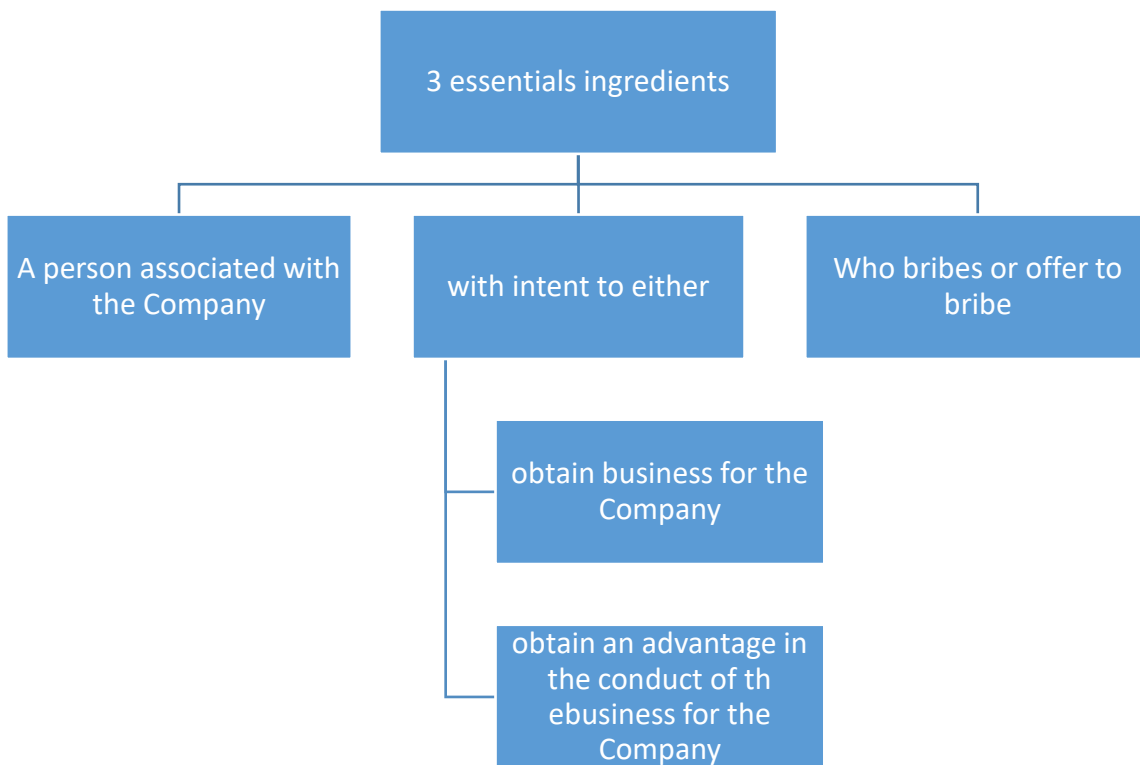 3 essentials ingredients
A person associated with
the Company
with intent to either
Who bribes or offer to
bribe
obtain business for the
Company
obtain an advantage in
the conduct of th
ebusiness for the
Company